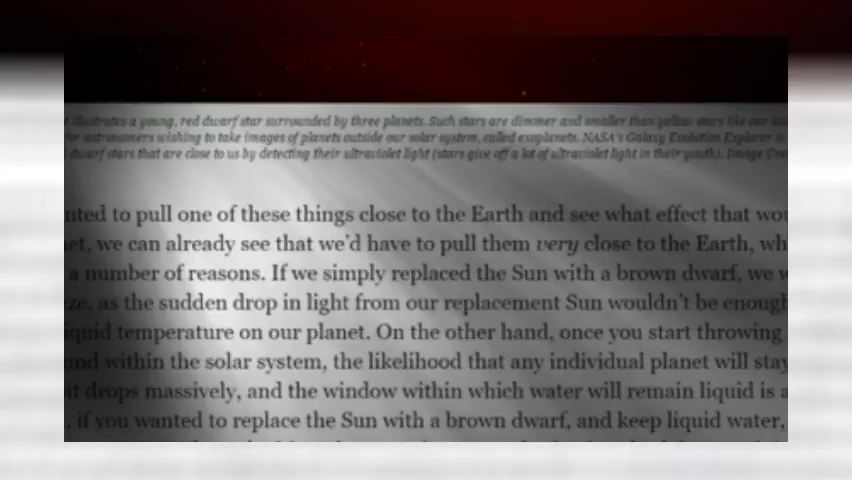 illustrates a young, red dwarf star surrounded by three planets. Such stars are dimmer and smaller than yellow stars like our
for astronomers wishing to take images of planets outside our solar system, called exoplanets. NASA's Galaxy Evolution Explorer is
dwarf stars that are close to us by detecting their ultraviolet light (stars give off a lot of ultraviolet light in their youth). Image
nted to pull one of these things close to the Earth and see what effect that wou
et, we can already see that we'd have to pull them very close to the Earth, wh
a number of reasons. If we simply replaced the Sun with a brown dwarf, we w
ze, as the sudden drop in light from our replacement Sun wouldn't be enough
iquid temperature on our planet. On the other hand, once you start throwing
und within the solar system, the likelihood that any individual planet will stay
it drops massively, and the window within which water will remain liquid is a
, if you wanted to replace the Sun with a brown dwarf, and keep liquid water,